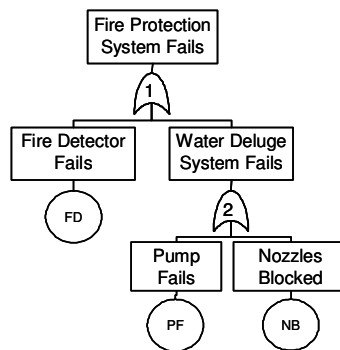 Fire Protection
System Fails
1
Fire Detector
Fails
Water Deluge
System Fails
FD
2
Pump
Fails
Nozzles
Blocked
PF
NB